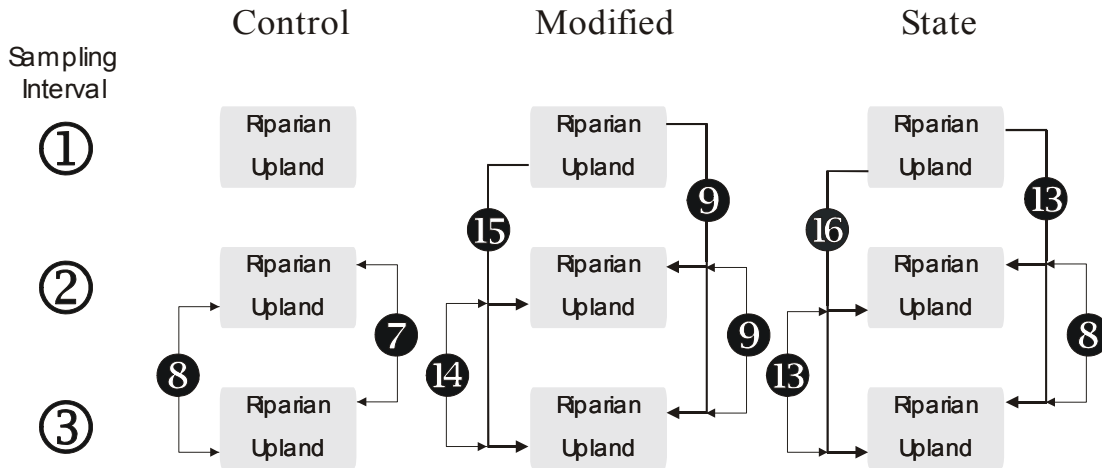 Control Modified State
Sampling
Interval
①
Riparian
Upland
Riparian
Upland
Riparian
Upland
9
13
15
16
②
Riparian
Upland
Riparian
Upland
Riparian
Upland
7
9
8
8
14
13
③
Riparian
Upland
Riparian
Upland
Riparian
Upland